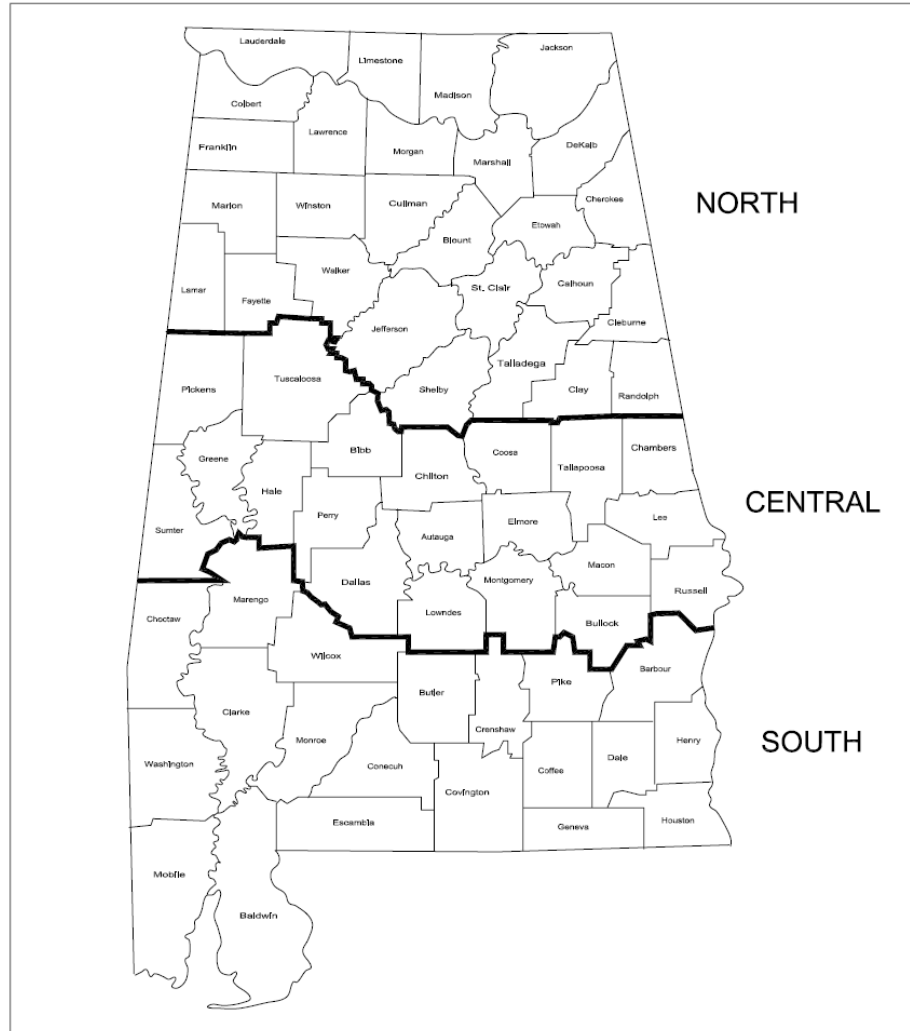 Lauderdale
Limestone
Madison
Jackson
Colbert
Lawrence
Franklin
Morgan
Marshall
DeKalb
Marion
Winston
Cullman
Cherokee
NORTH
Etowah
Blount
Walker
St. Clair
Calhoun
Lamar
Fayette
Jefferson
Cleburne
Talladega
Tuscaloosa
Pickens
Shelby
Clay
Randolph
Bibb
Greene
Chilton
Coosa
Tallapoosa
Chambers
Hale
CENTRAL
Perry
Elmore
Lee
Sumter
Autauga
Macon
Dallas
Montgomery
Russell
Marengo
Lowndes
Choctaw
Bullock
Wilcox
Pike
Barbour
Butler
Clarke
Crenshaw
Monroe
Henry
SOUTH
Washington
Conecuh
Coffee
Dale
Covington
Escambia
Geneva
Houston
Mobile
Baldwin